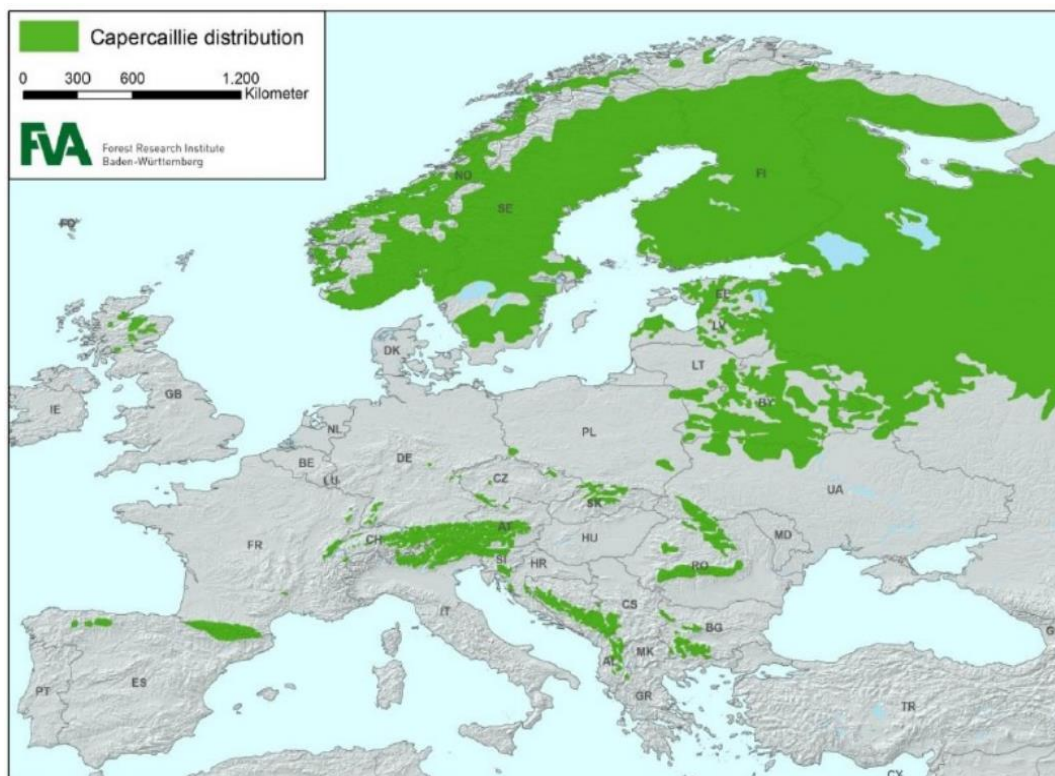 Capercaillie distribution
0 300 600 1.200
Kilometer
FVA Forest Research Institute
Baden-Württemberg
FO
NO
SE
FI
EE
LV
DK
LT
IE
GB
BY
NL
PL
BE
DE
LU
CZ
UA
SK
FR
CH
AT
HU
MD
SI
HR
RO
IT
CS
BG
AL
MK
PT
ES
GR
TR
G
CY